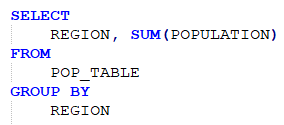 SELECT
    REGION, SUM(POPULATION)
FROM
    POP_TABLE
GROUP BY
    REGION